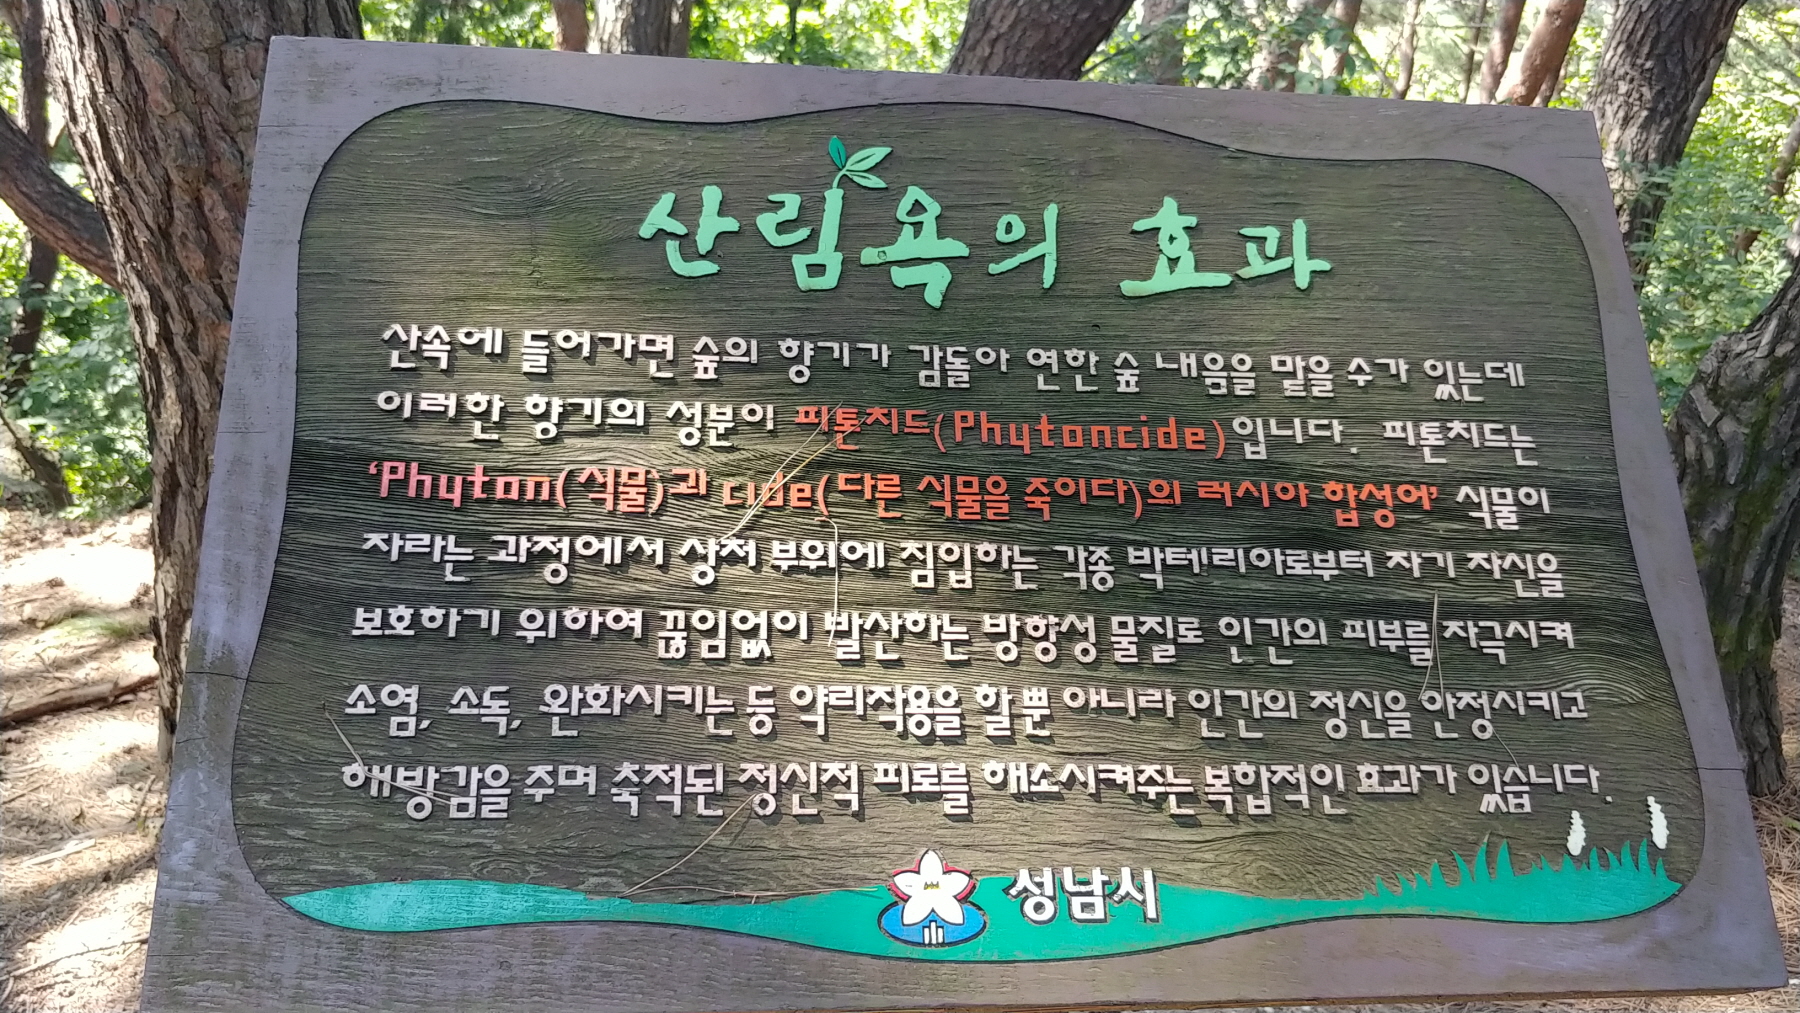 산림욕의 효과
산속에 들어가면 숲의 향기가 감돌아 연한 숲 내음을 맡을 수가 있는데
이러한 향기의 성분이 피톤치드(Phytoncide)입니다. 피톤치드는
'Phyton(식물)과 cide(다른 식물을 죽이다)의 러시아 합성어' 식물이
자라는 과정에서 상처 부위에 침입하는 각종 박테리아로부터 자기 자신을
보호하기 위하여 끊임없이 발산하는 방향성 물질로 인간의 피부를 자극시켜
소염, 소독, 완화시키는 등 약리작용을 할 뿐 아니라 인간의 정신을 안정시키고
해방감을 주며 축적된 정신적 피로를 해소시켜주는 복합적인 효과가 있습니다.
성남시